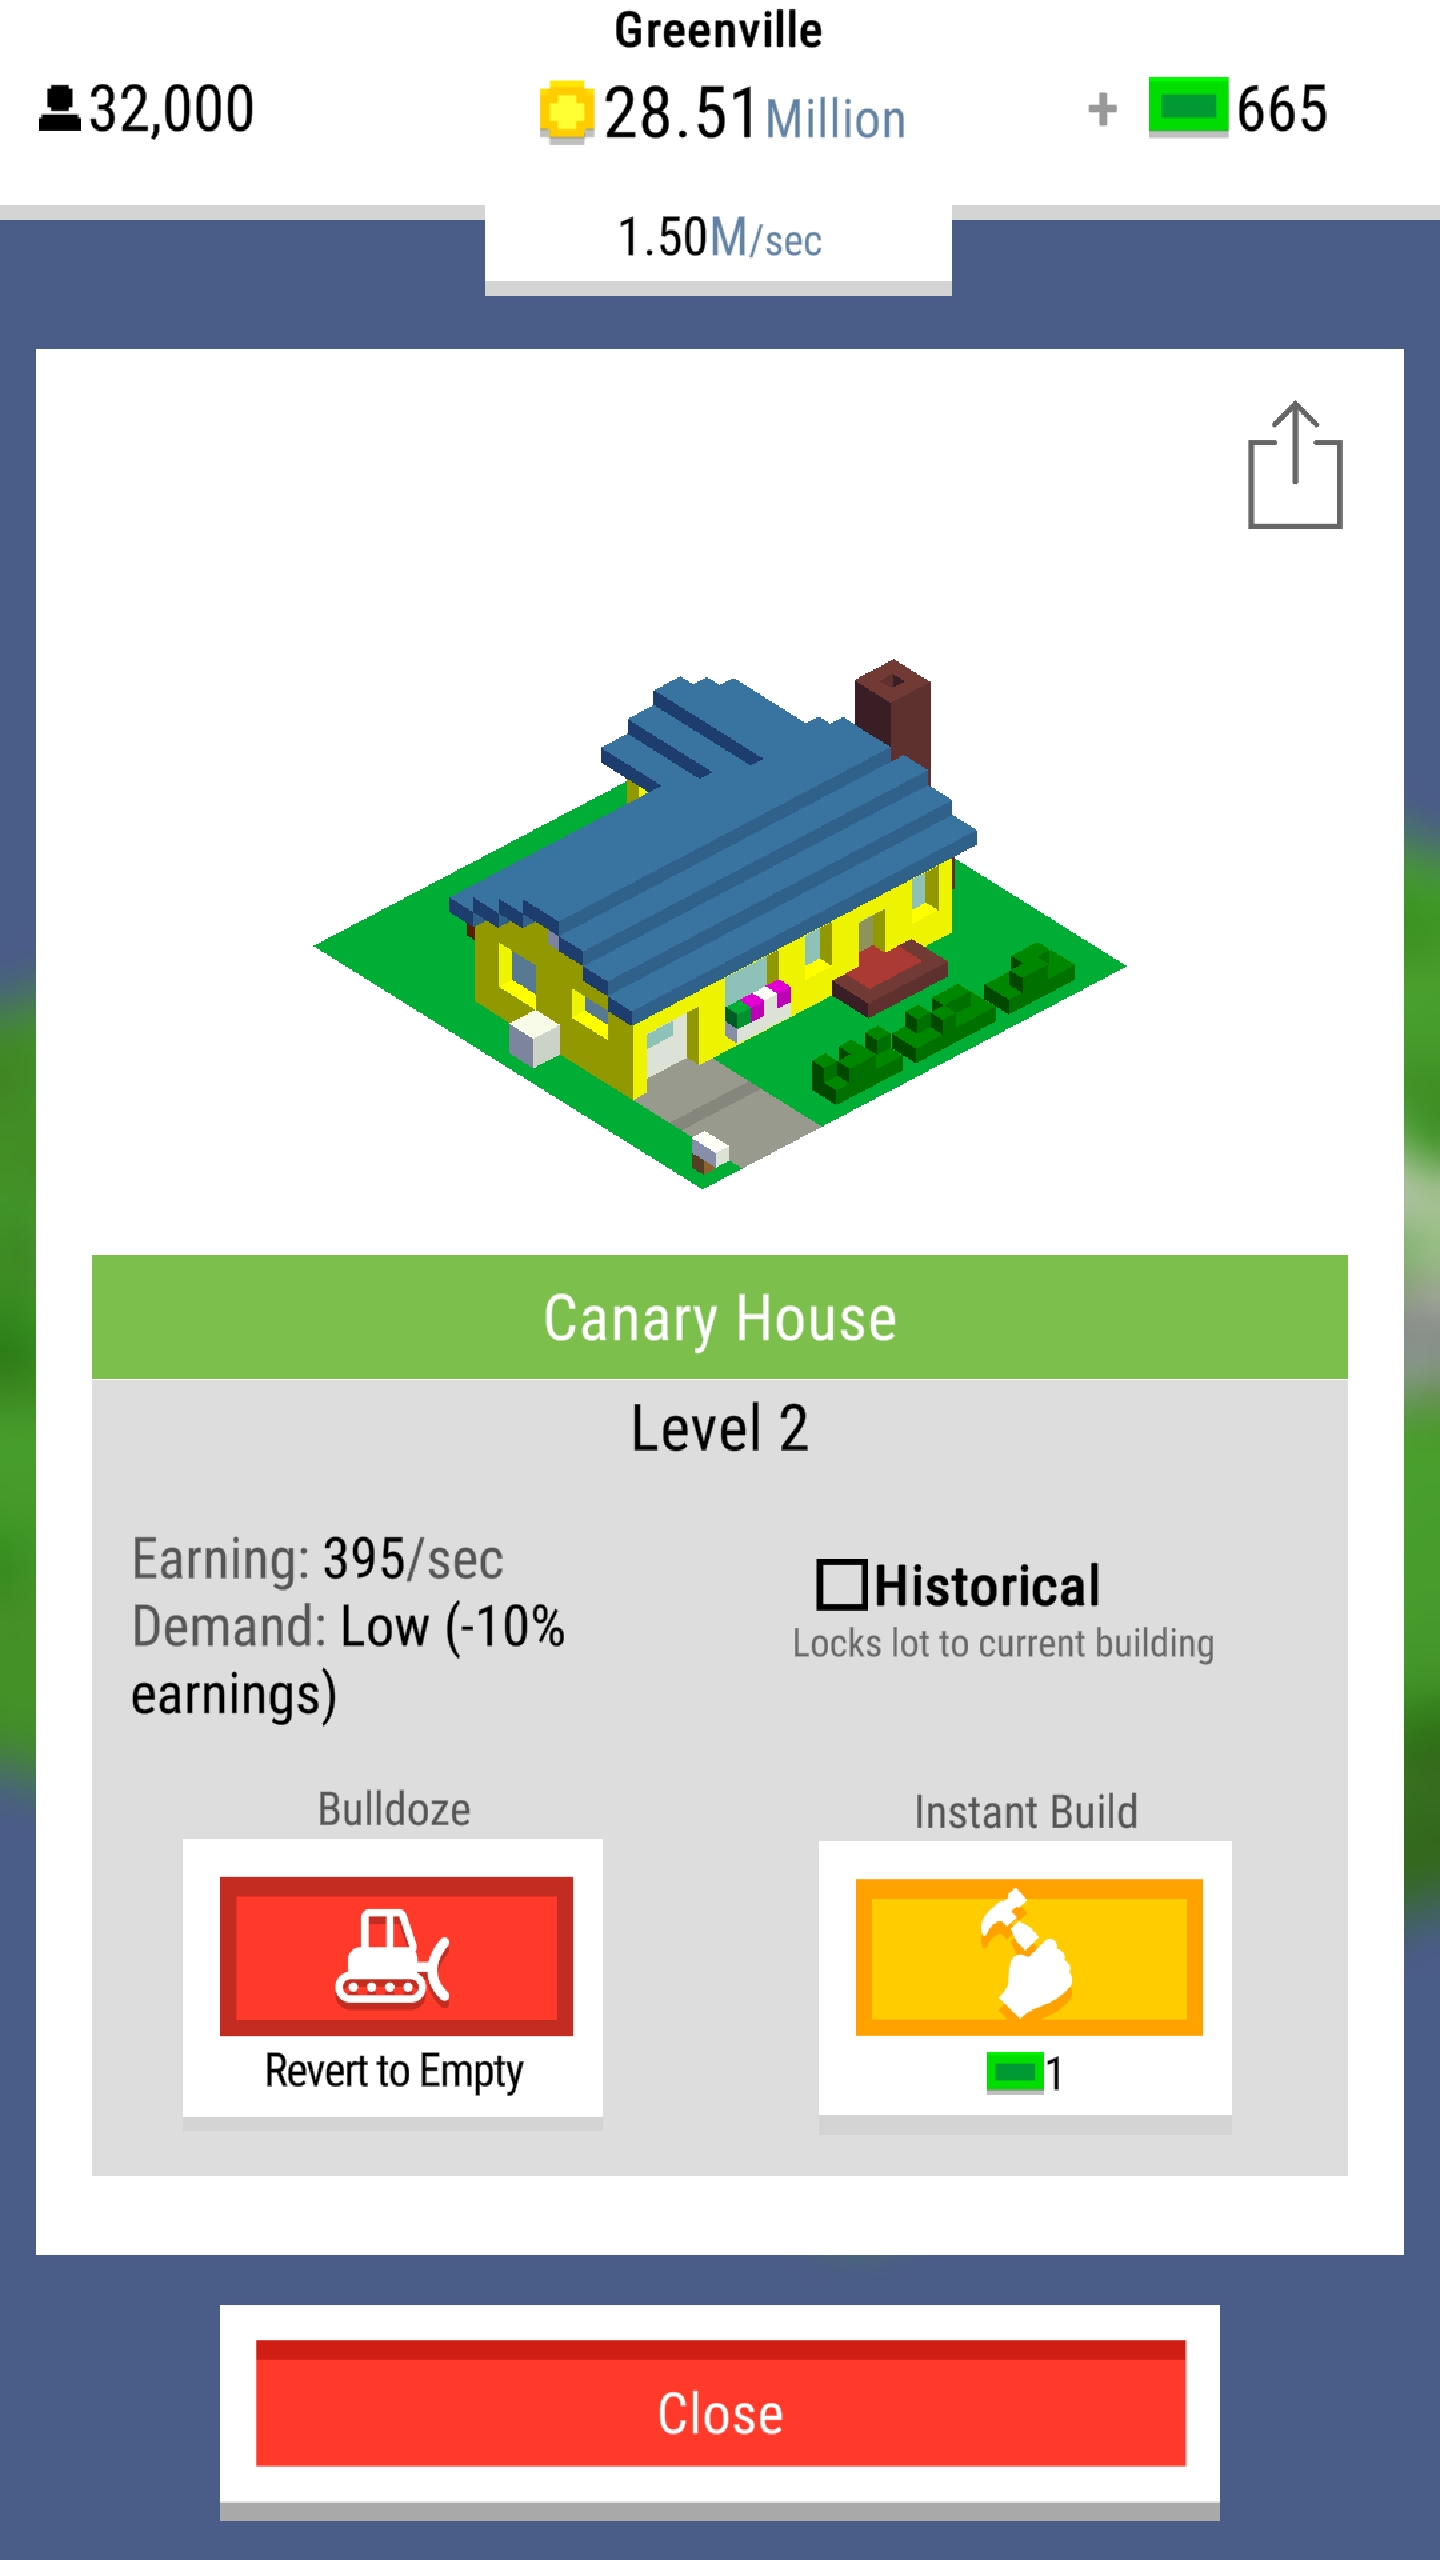 Greenville
32,000
28.51 Million
+ 665
1.50M/sec
Canary House
Level 2
Earning: 395/sec
Demand: Low (-10%
earnings)
Historical
Locks lot to current building
Bulldoze
Revert to Empty
Instant Build
1
Close